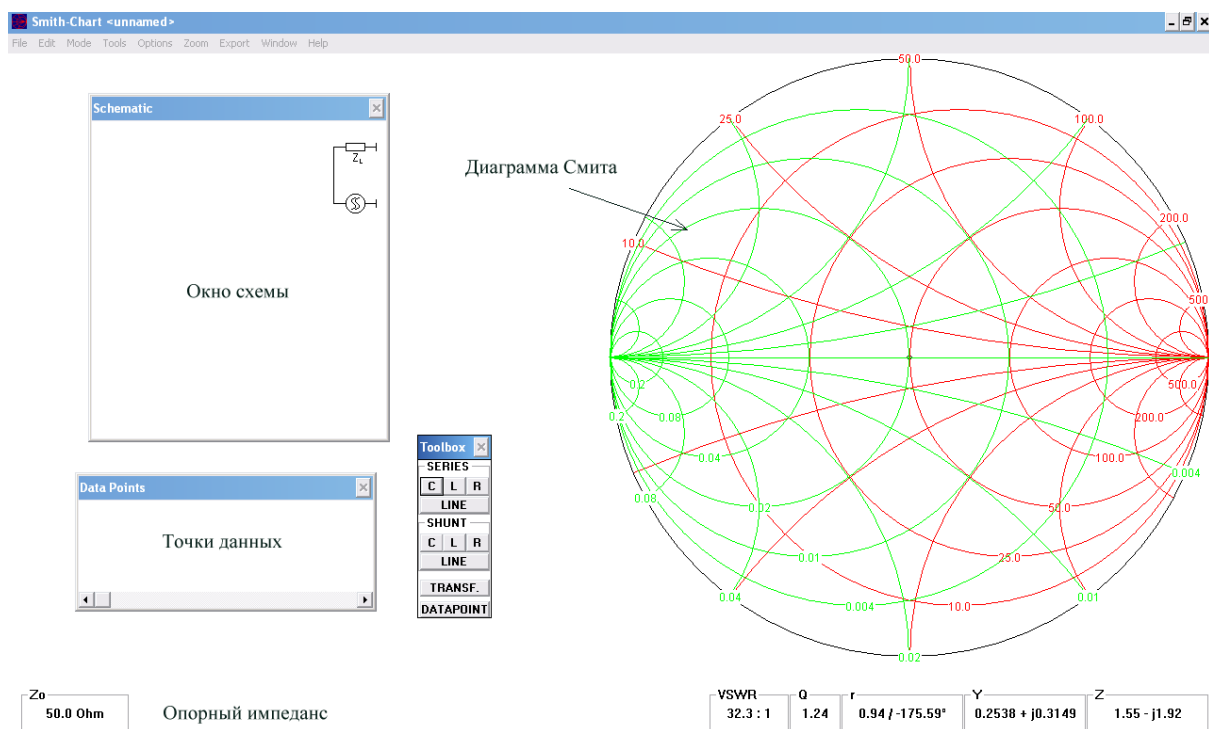 Smith-Chart <unnamed>
File Edit Mode Tools Options Zoom Export Window Help
Schematic
ZL
Окно схемы
Диаграмма Смита
50.0
25.0
100.0
10.0
200.0
500
0.2
500.0
0.2
0.08
200.0
0.04
100.0
0.004
0.08
0.02
50.0
0.01
25.0
0.04
0.004
10.0
0.01
0.02
Data Points
Точки данных
Toolbox
SERIES
C L R
LINE
SHUNT
C L R
LINE
TRANSF.
DATAPOINT
Zo
50.0 Ohm
Опорный импеданс
VSWR
32.3 : 1
Q
1.24
r
0.94 / -175.59°
Y
0.2538 + j0.3149
Z
1.55 - j1.92